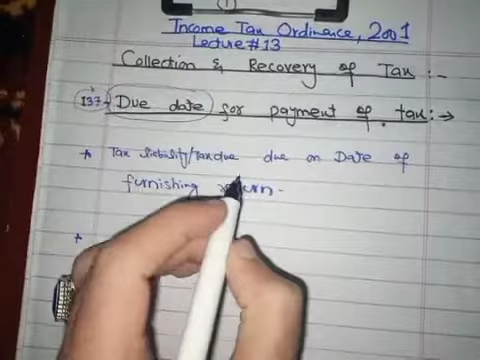 Income Tax Ordinance, 2001
Lecture #13
Collection & Recovery of Tax :-
137- Due date for payment of tax :→
* Tax liability/Tax due due on Date of
furnishing